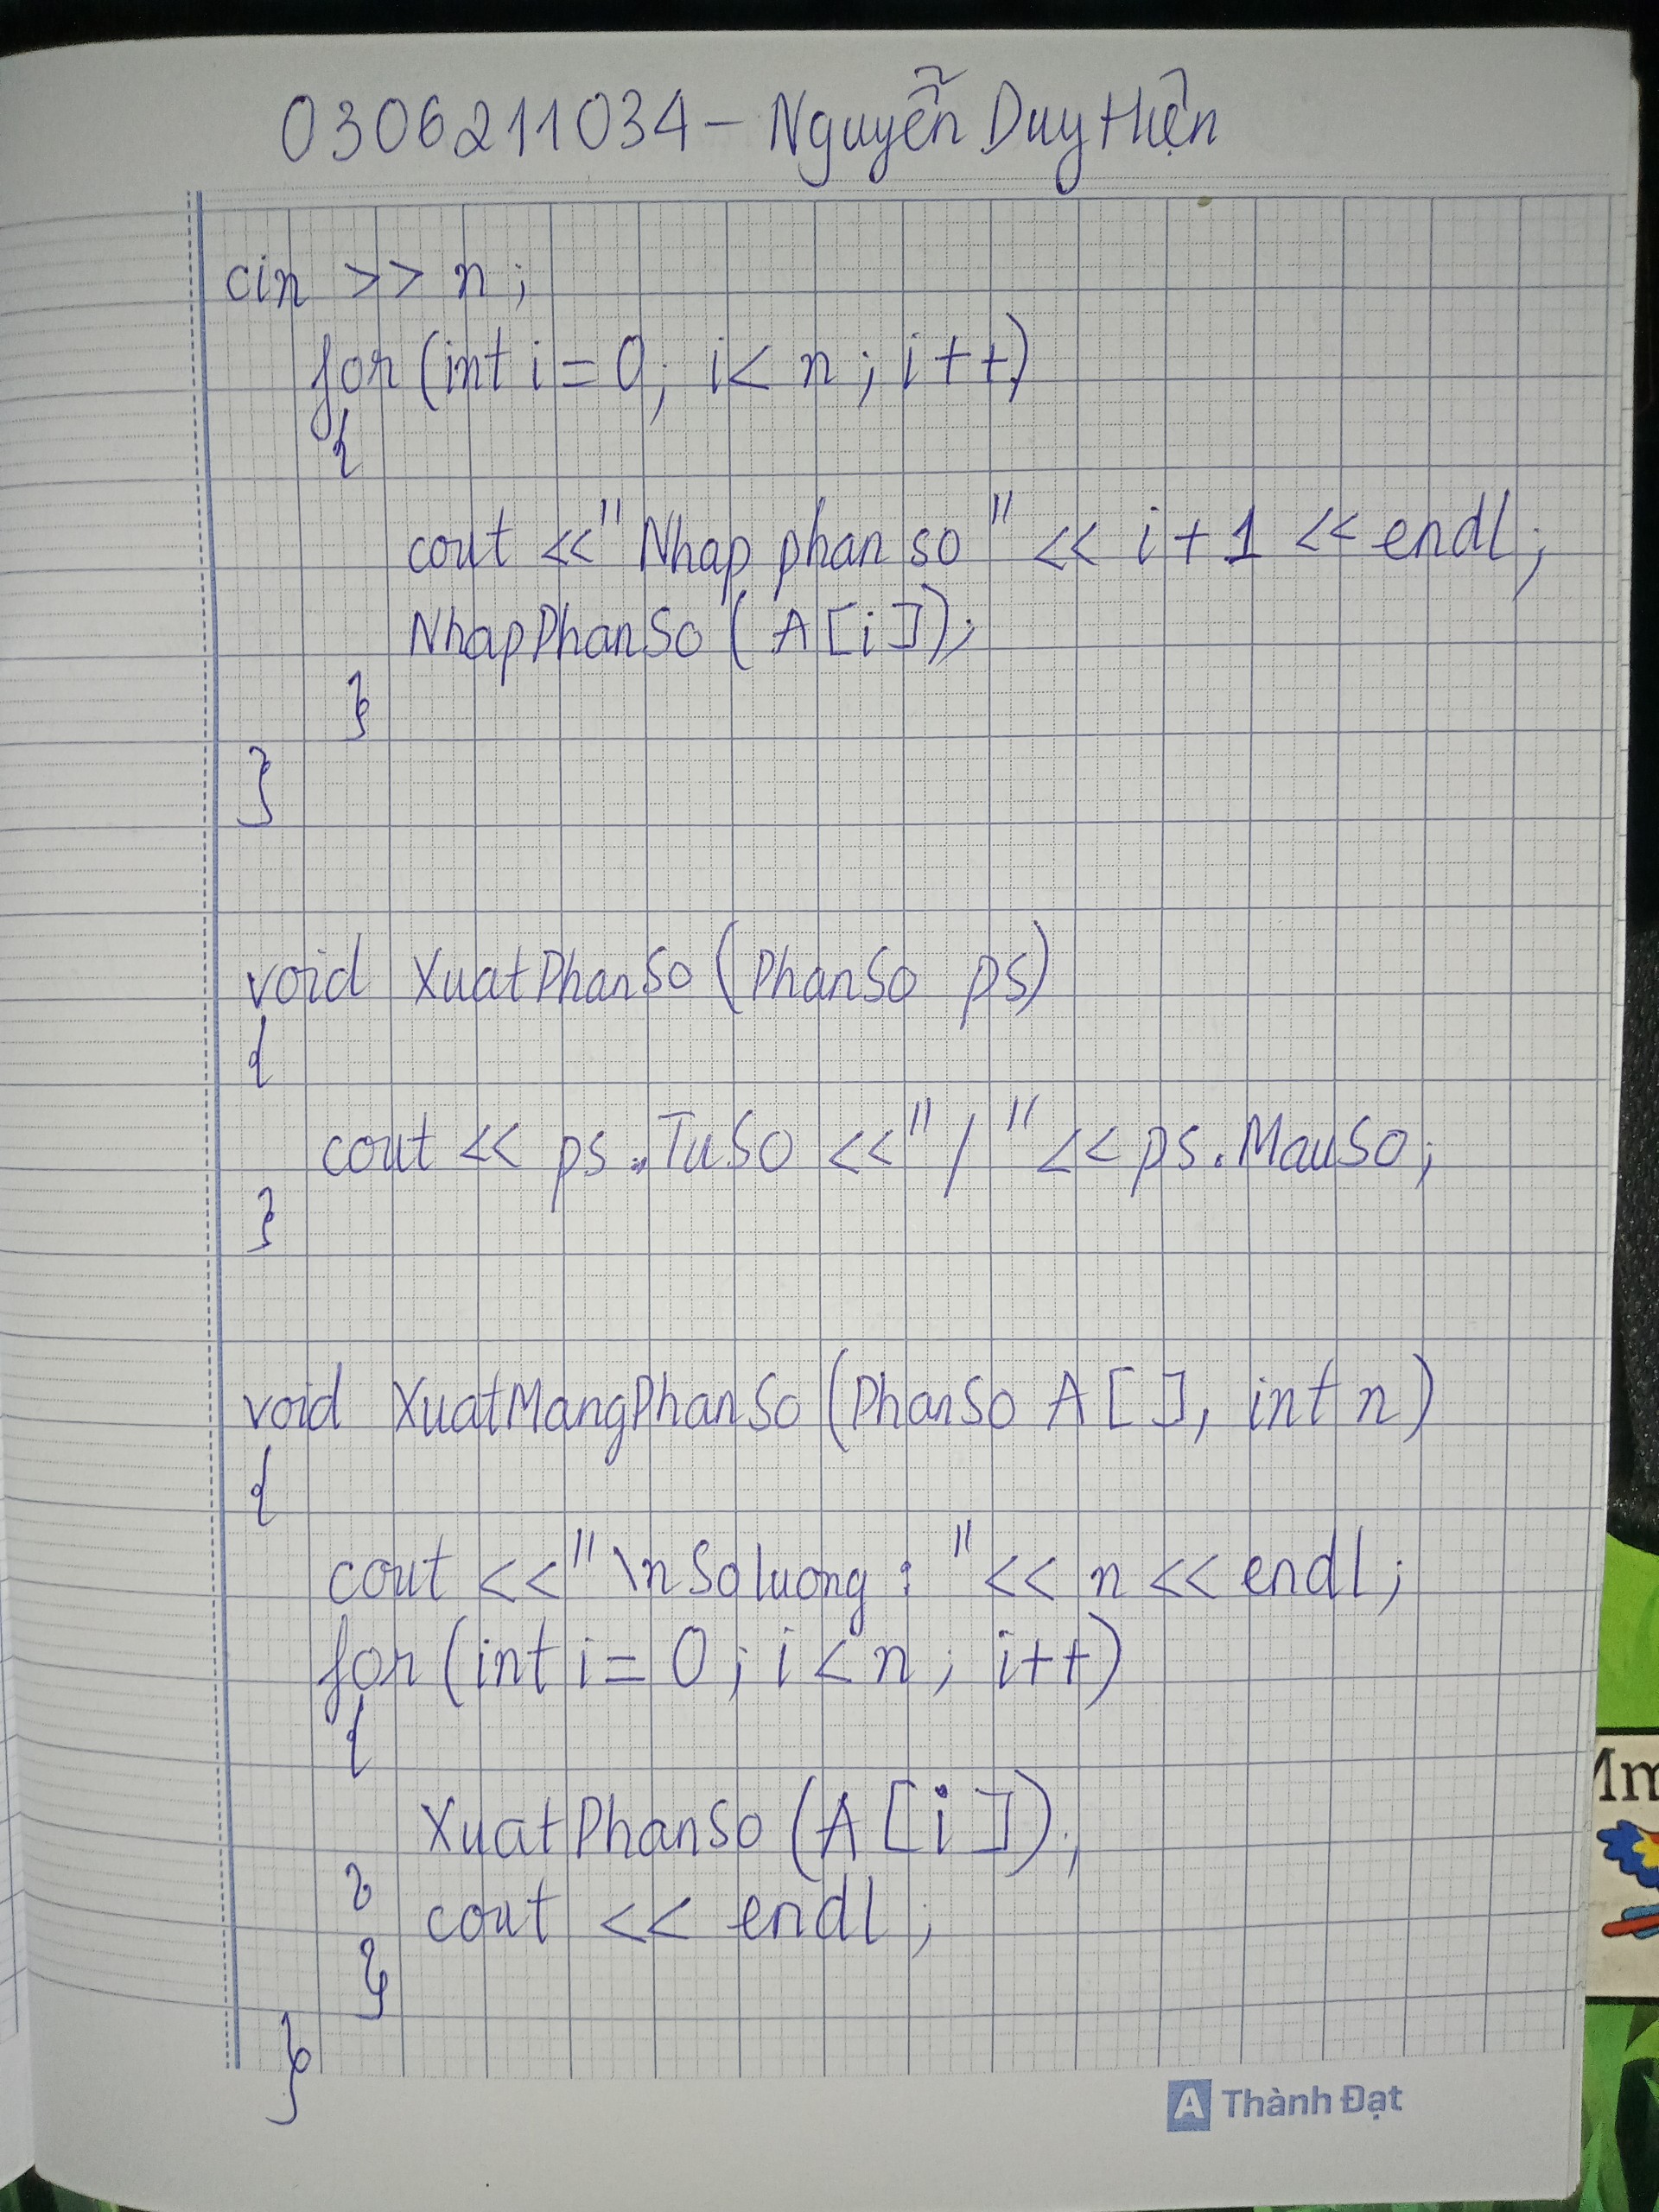 0306211034 - Nguyễn Duy Hiện
cin >> n;
for (int i = 0; i < n; i++)
{
cout << "Nhap phan so" << i + 1 << endl;
NhapPhanSo (A[i]);
}
}
void XuatPhanSo (PhanSo ps)
{
cout << ps.TuSo << "/" << ps.MauSo;
}
void XuatMangPhanSo (PhanSo A[], int n)
{
cout << "\nSo luong : " << n << endl;
for (int i = 0; i < n; i++)
{
XuatPhanSo (A[i]);
cout << endl;
}
}
A Thành Đạt